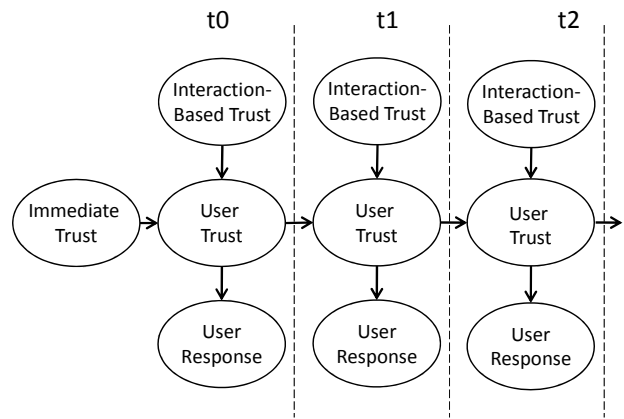 t0
t1
t2
Interaction-
Based Trust
Interaction-
Based Trust
Interaction-
Based Trust
Immediate
Trust
User
Trust
User
Trust
User
Trust
User
Response
User
Response
User
Response